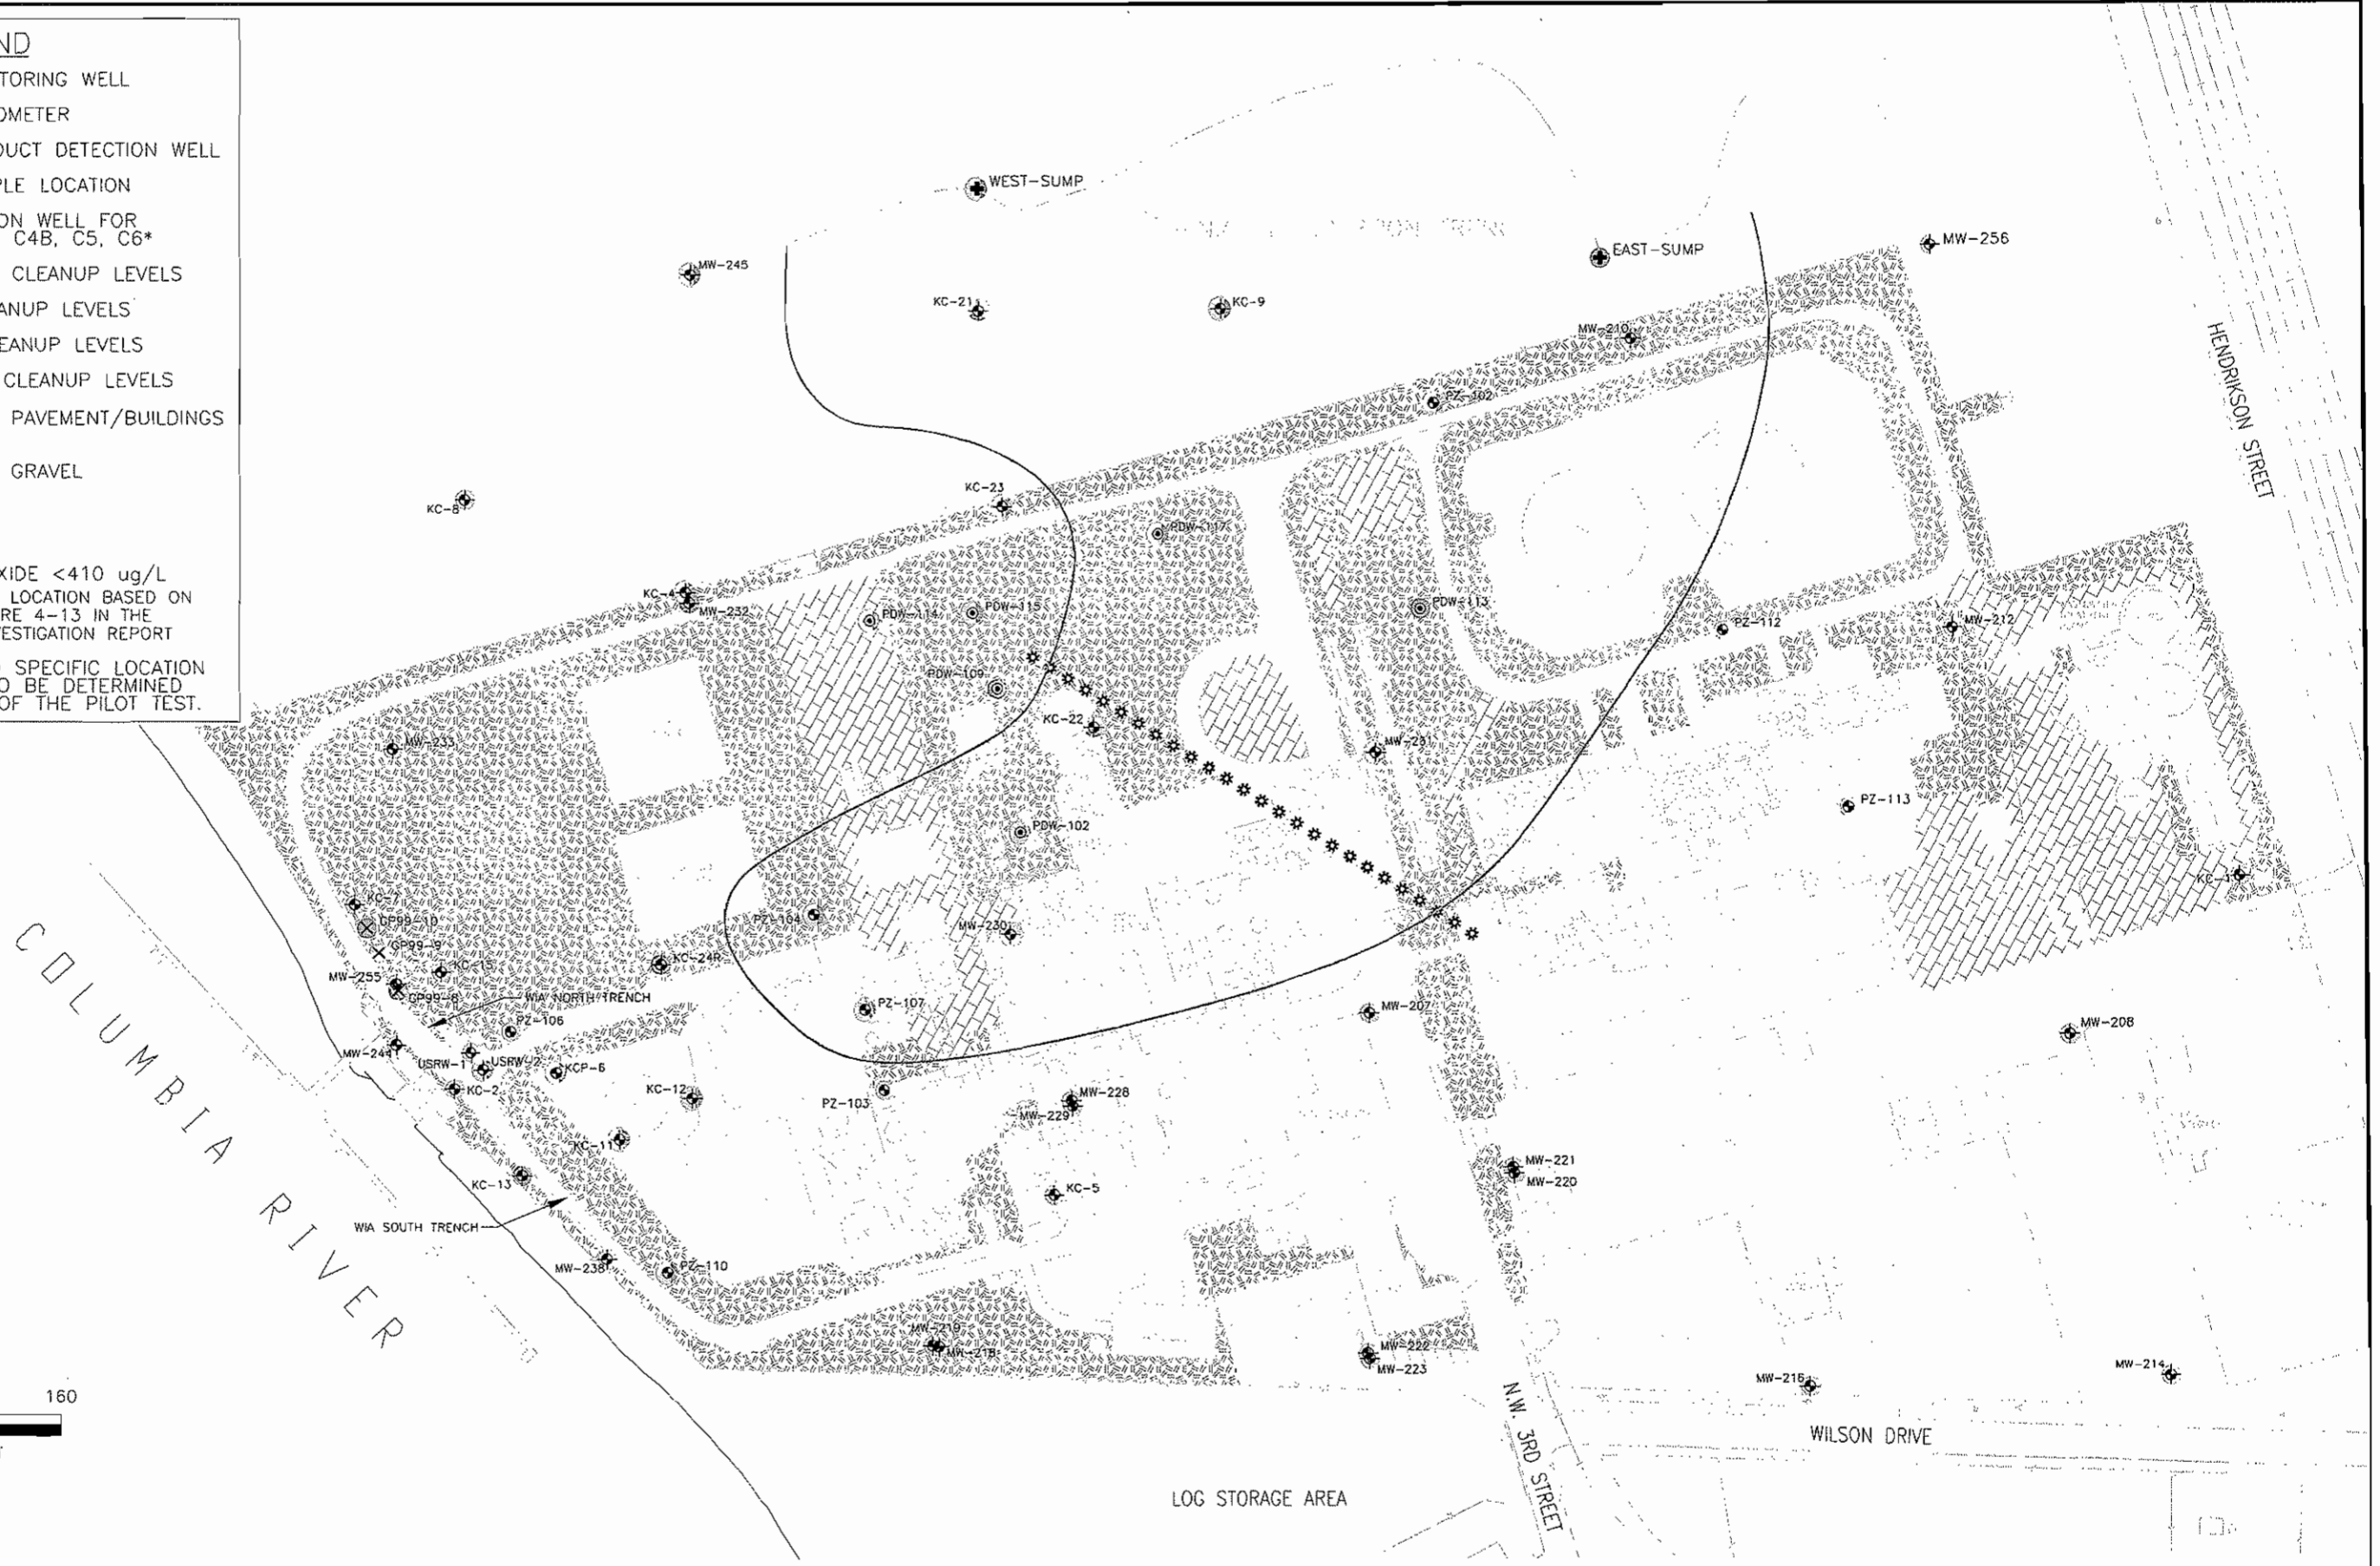 ND
TORING WELL
OMETER
DUCT DETECTION WELL
PLE LOCATION
ON WELL FOR
C4B, C5, C6*
CLEANUP LEVELS
ANUP LEVELS
EANUP LEVELS
CLEANUP LEVELS
PAVEMENT/BUILDINGS
GRAVEL
XIDE <410 ug/L
LOCATION BASED ON
RE 4-13 IN THE
VESTIGATION REPORT
SPECIFIC LOCATION
O BE DETERMINED
OF THE PILOT TEST.
WEST-SUMP
EAST-SUMP
MW-256
MW-245
KC-21
KC-9
MW-210
HENDRIKSON STREET
PZ-102
KC-8
KC-23
PDW-117
KC-4
MW-232
PDW-114
PDW-115
PDW-113
PZ-112
MW-212
PDW-109
KC-22
MW-233
MW-231
PZ-113
PDW-102
KC-7
GP99-10
PZ-104
MW-230
GP99-9
KC-24R
MW-255
GP99-8
WIA NORTH TRENCH
PZ-107
MW-207
MW-208
PZ-106
MW-244
USRW-1
USRW-2
KCP-6
KC-2
KC-12
PZ-103
MW-228
MW-229
KC-11
KC-13
KC-5
MW-221
MW-220
WIA SOUTH TRENCH
MW-238
PZ-110
COLUMBIA RIVER
MW-219
MW-218
MW-222
MW-223
MW-216
MW-214
160
N.W. 3RD STREET
WILSON DRIVE
LOG STORAGE AREA